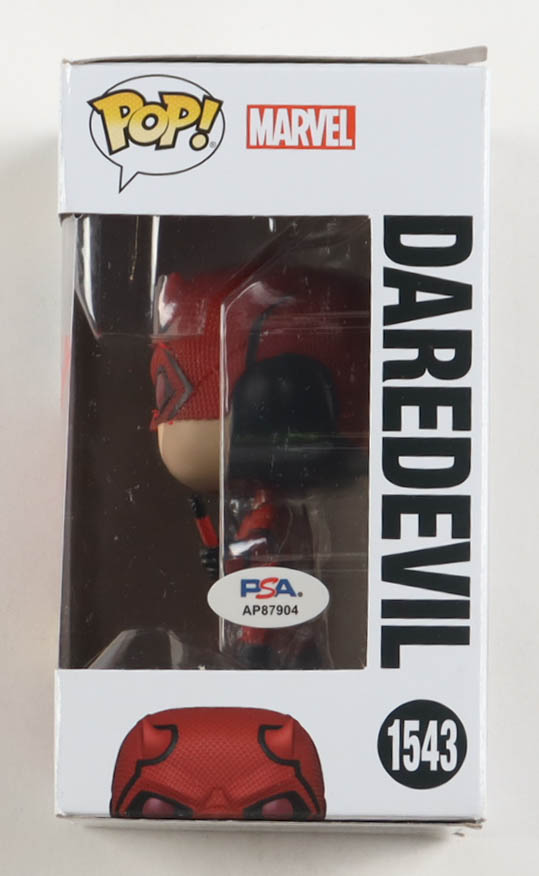 POP!
MARVEL
DAREDEVIL
PSA.
AP87904
1543